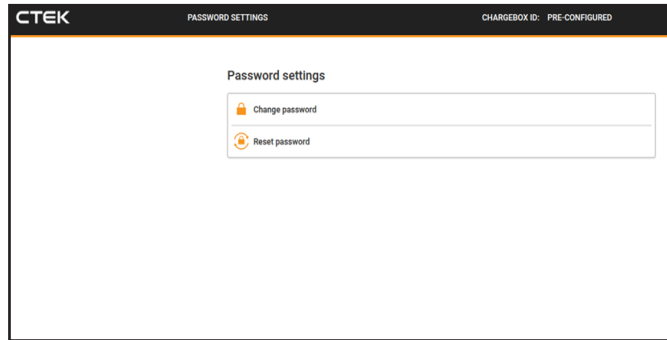 CTEK PASSWORD SETTINGS CHARGEBOX ID: PRE-CONFIGURED
Password settings
Change password
Reset password